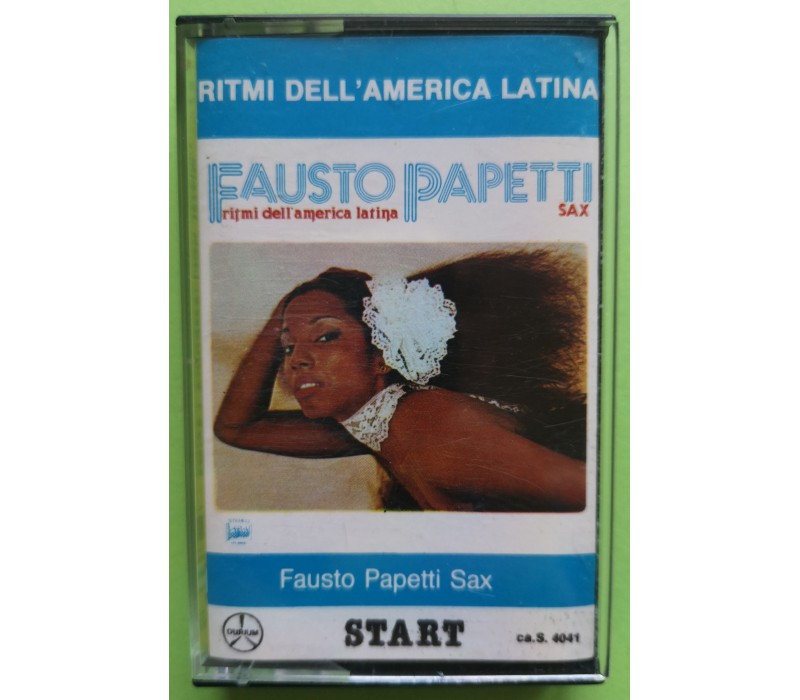 RITMI DELL'AMERICA LATINA
FAUSTO PAPETTI
ritmi dell'america latina
SAX
Fausto Papetti Sax
DURIUM
START
ca.S. 4041